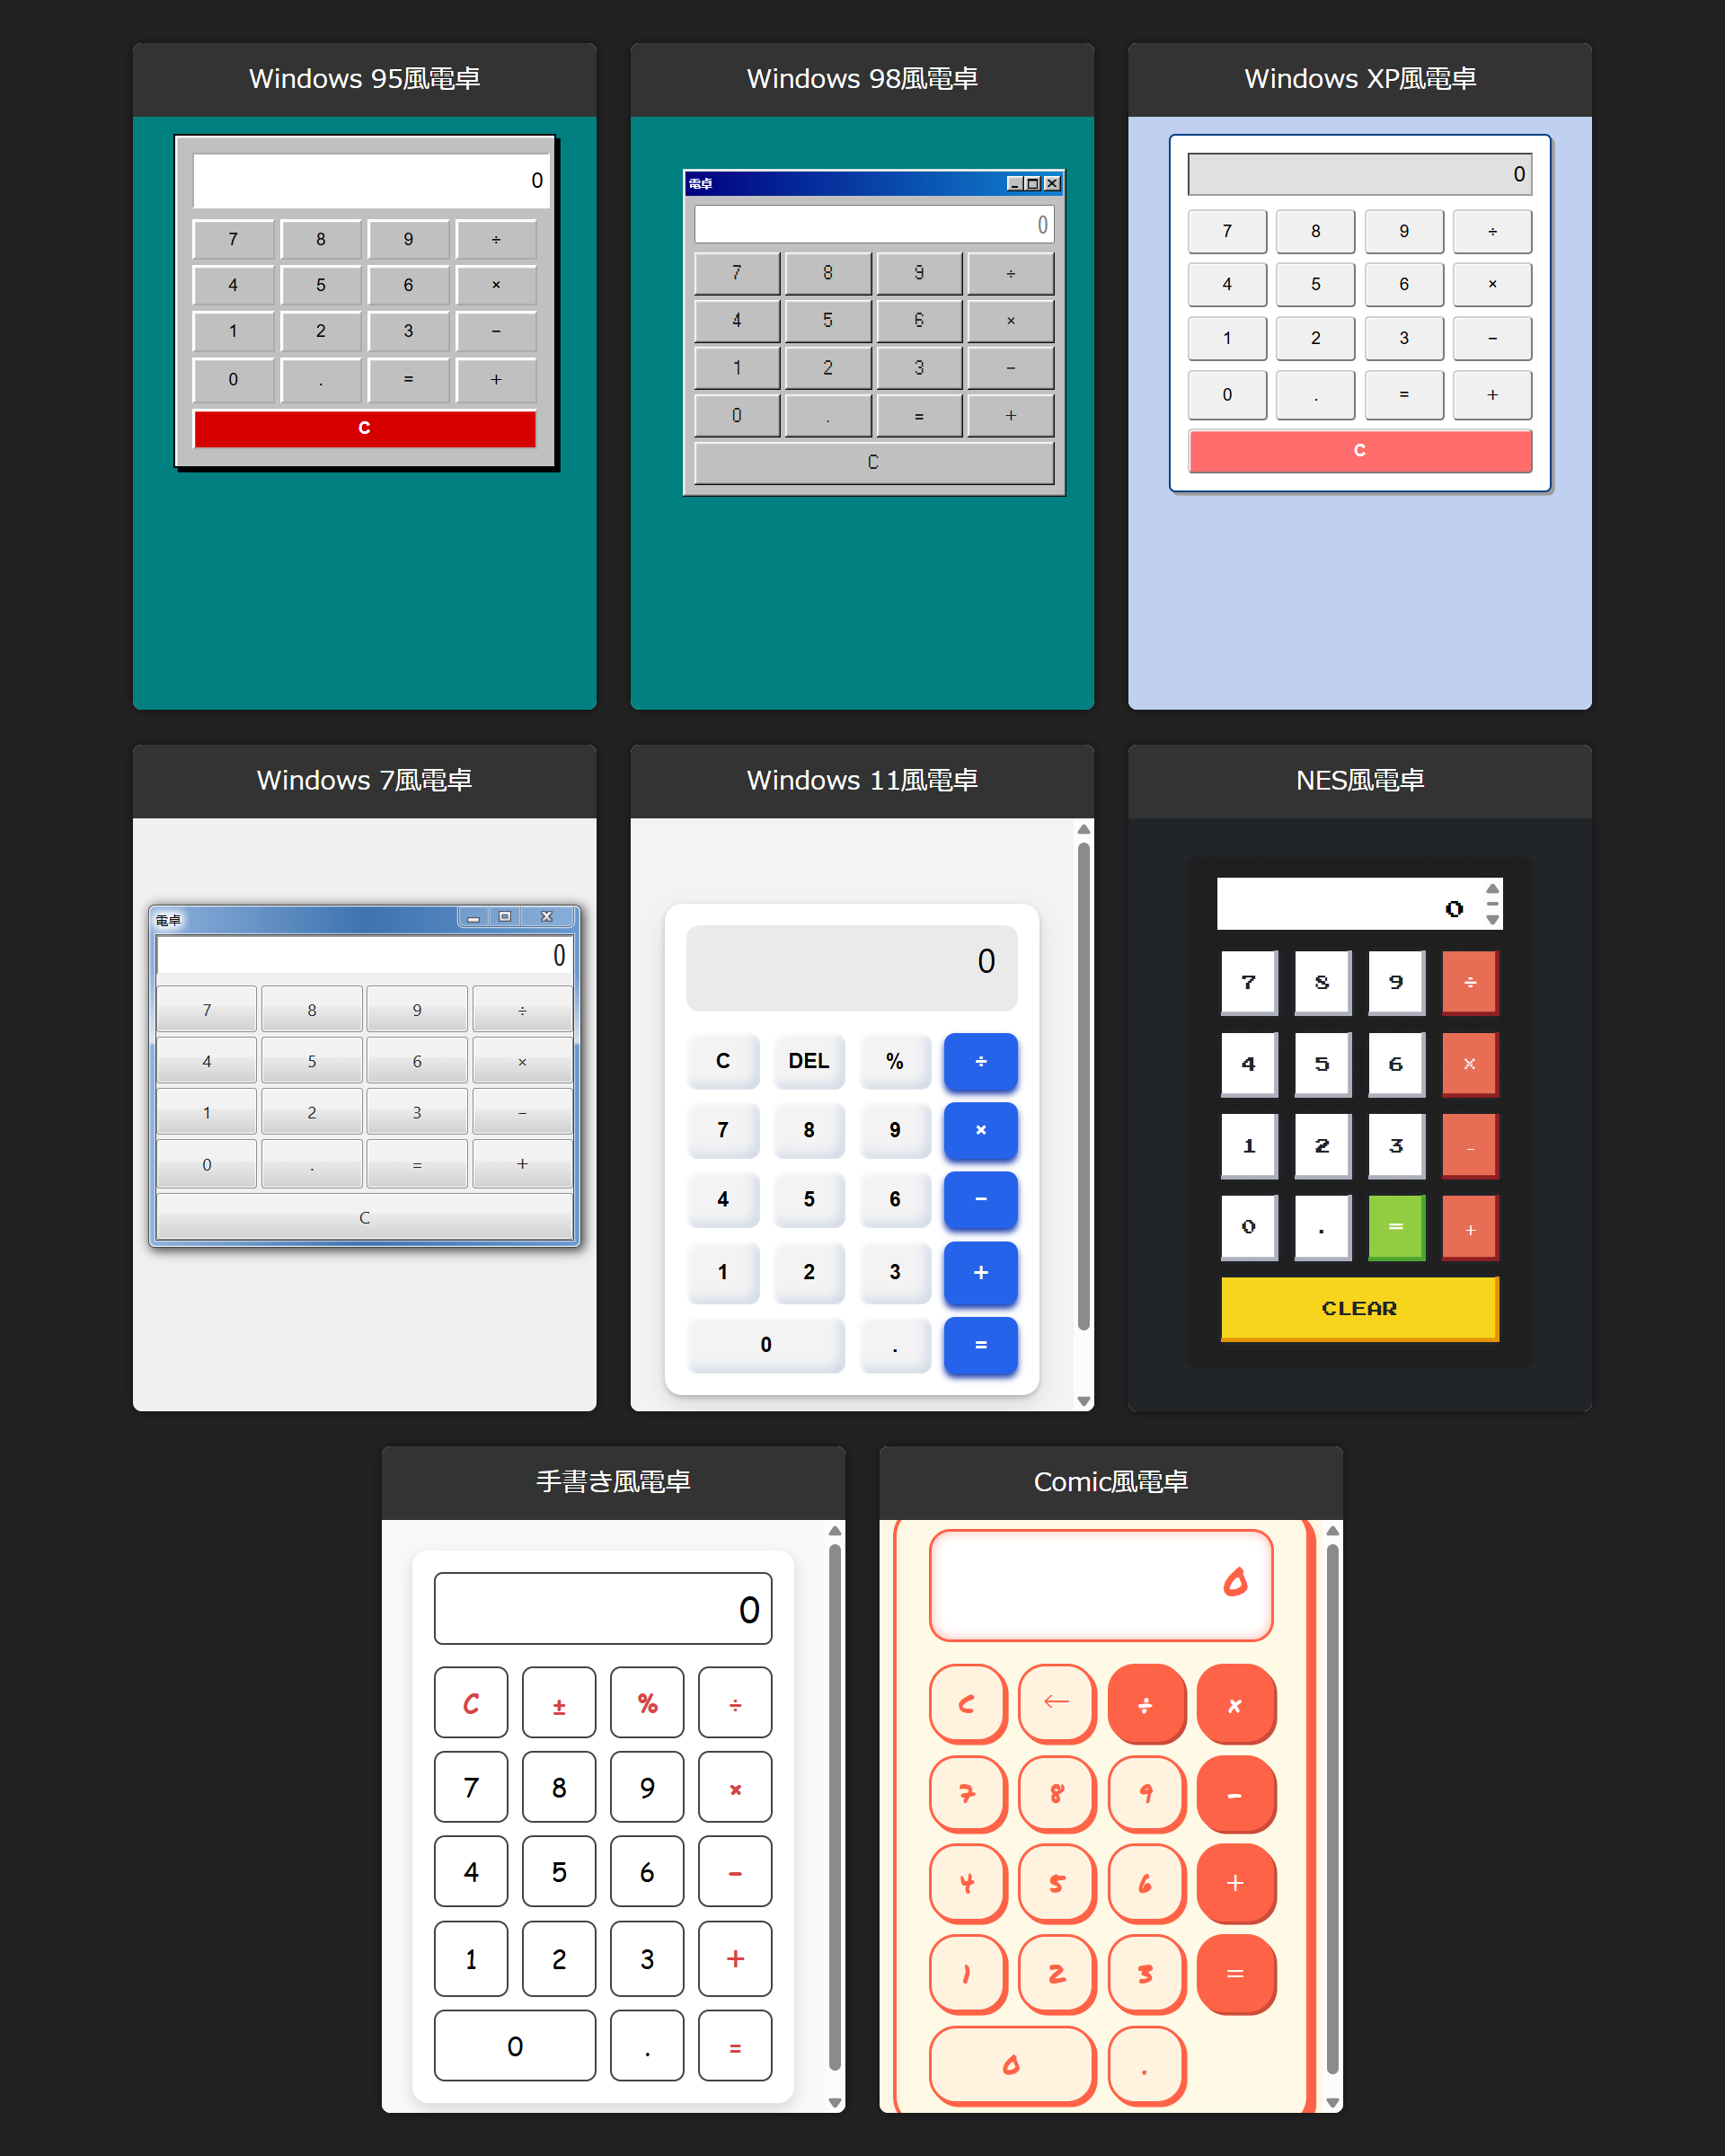 Windows 95風電卓
0
7 8 9 ÷
4 5 6 ×
1 2 3 −
0 . = +
C
Windows 98風電卓
電卓
0
7 8 9 ÷
4 5 6 ×
1 2 3 −
0 . = +
C
Windows XP風電卓
0
7 8 9 ÷
4 5 6 ×
1 2 3 −
0 . = +
C
Windows 7風電卓
電卓
0
7 8 9 ÷
4 5 6 ×
1 2 3 −
0 . = +
C
Windows 11風電卓
0
C DEL % ÷
7 8 9 ×
4 5 6 −
1 2 3 +
0 . =
NES風電卓
0
7 8 9 ÷
4 5 6 ×
1 2 3 −
0 . = +
CLEAR
手書き風電卓
0
C ± % ÷
7 8 9 ×
4 5 6 −
1 2 3 +
0 . =
Comic風電卓
0
C ← ÷ ×
7 8 9 −
4 5 6 +
1 2 3 =
0 .